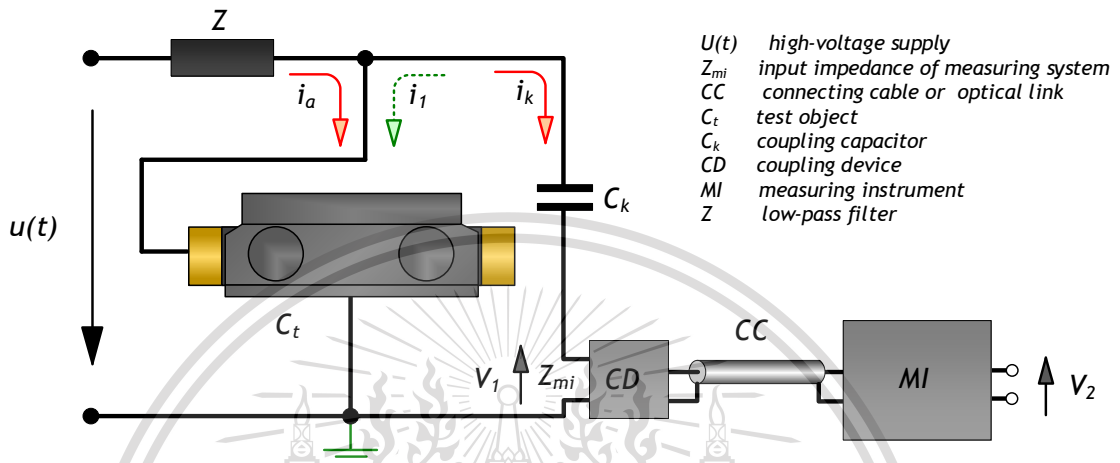 Z
i_a
i_1
i_k
U(t) high-voltage supply
Z_mi input impedance of measuring system
CC connecting cable or optical link
C_t test object
C_k coupling capacitor
CD coupling device
MI measuring instrument
Z low-pass filter
C_k
u(t)
C_t
V_1
Z_mi
CD
CC
MI
V_2